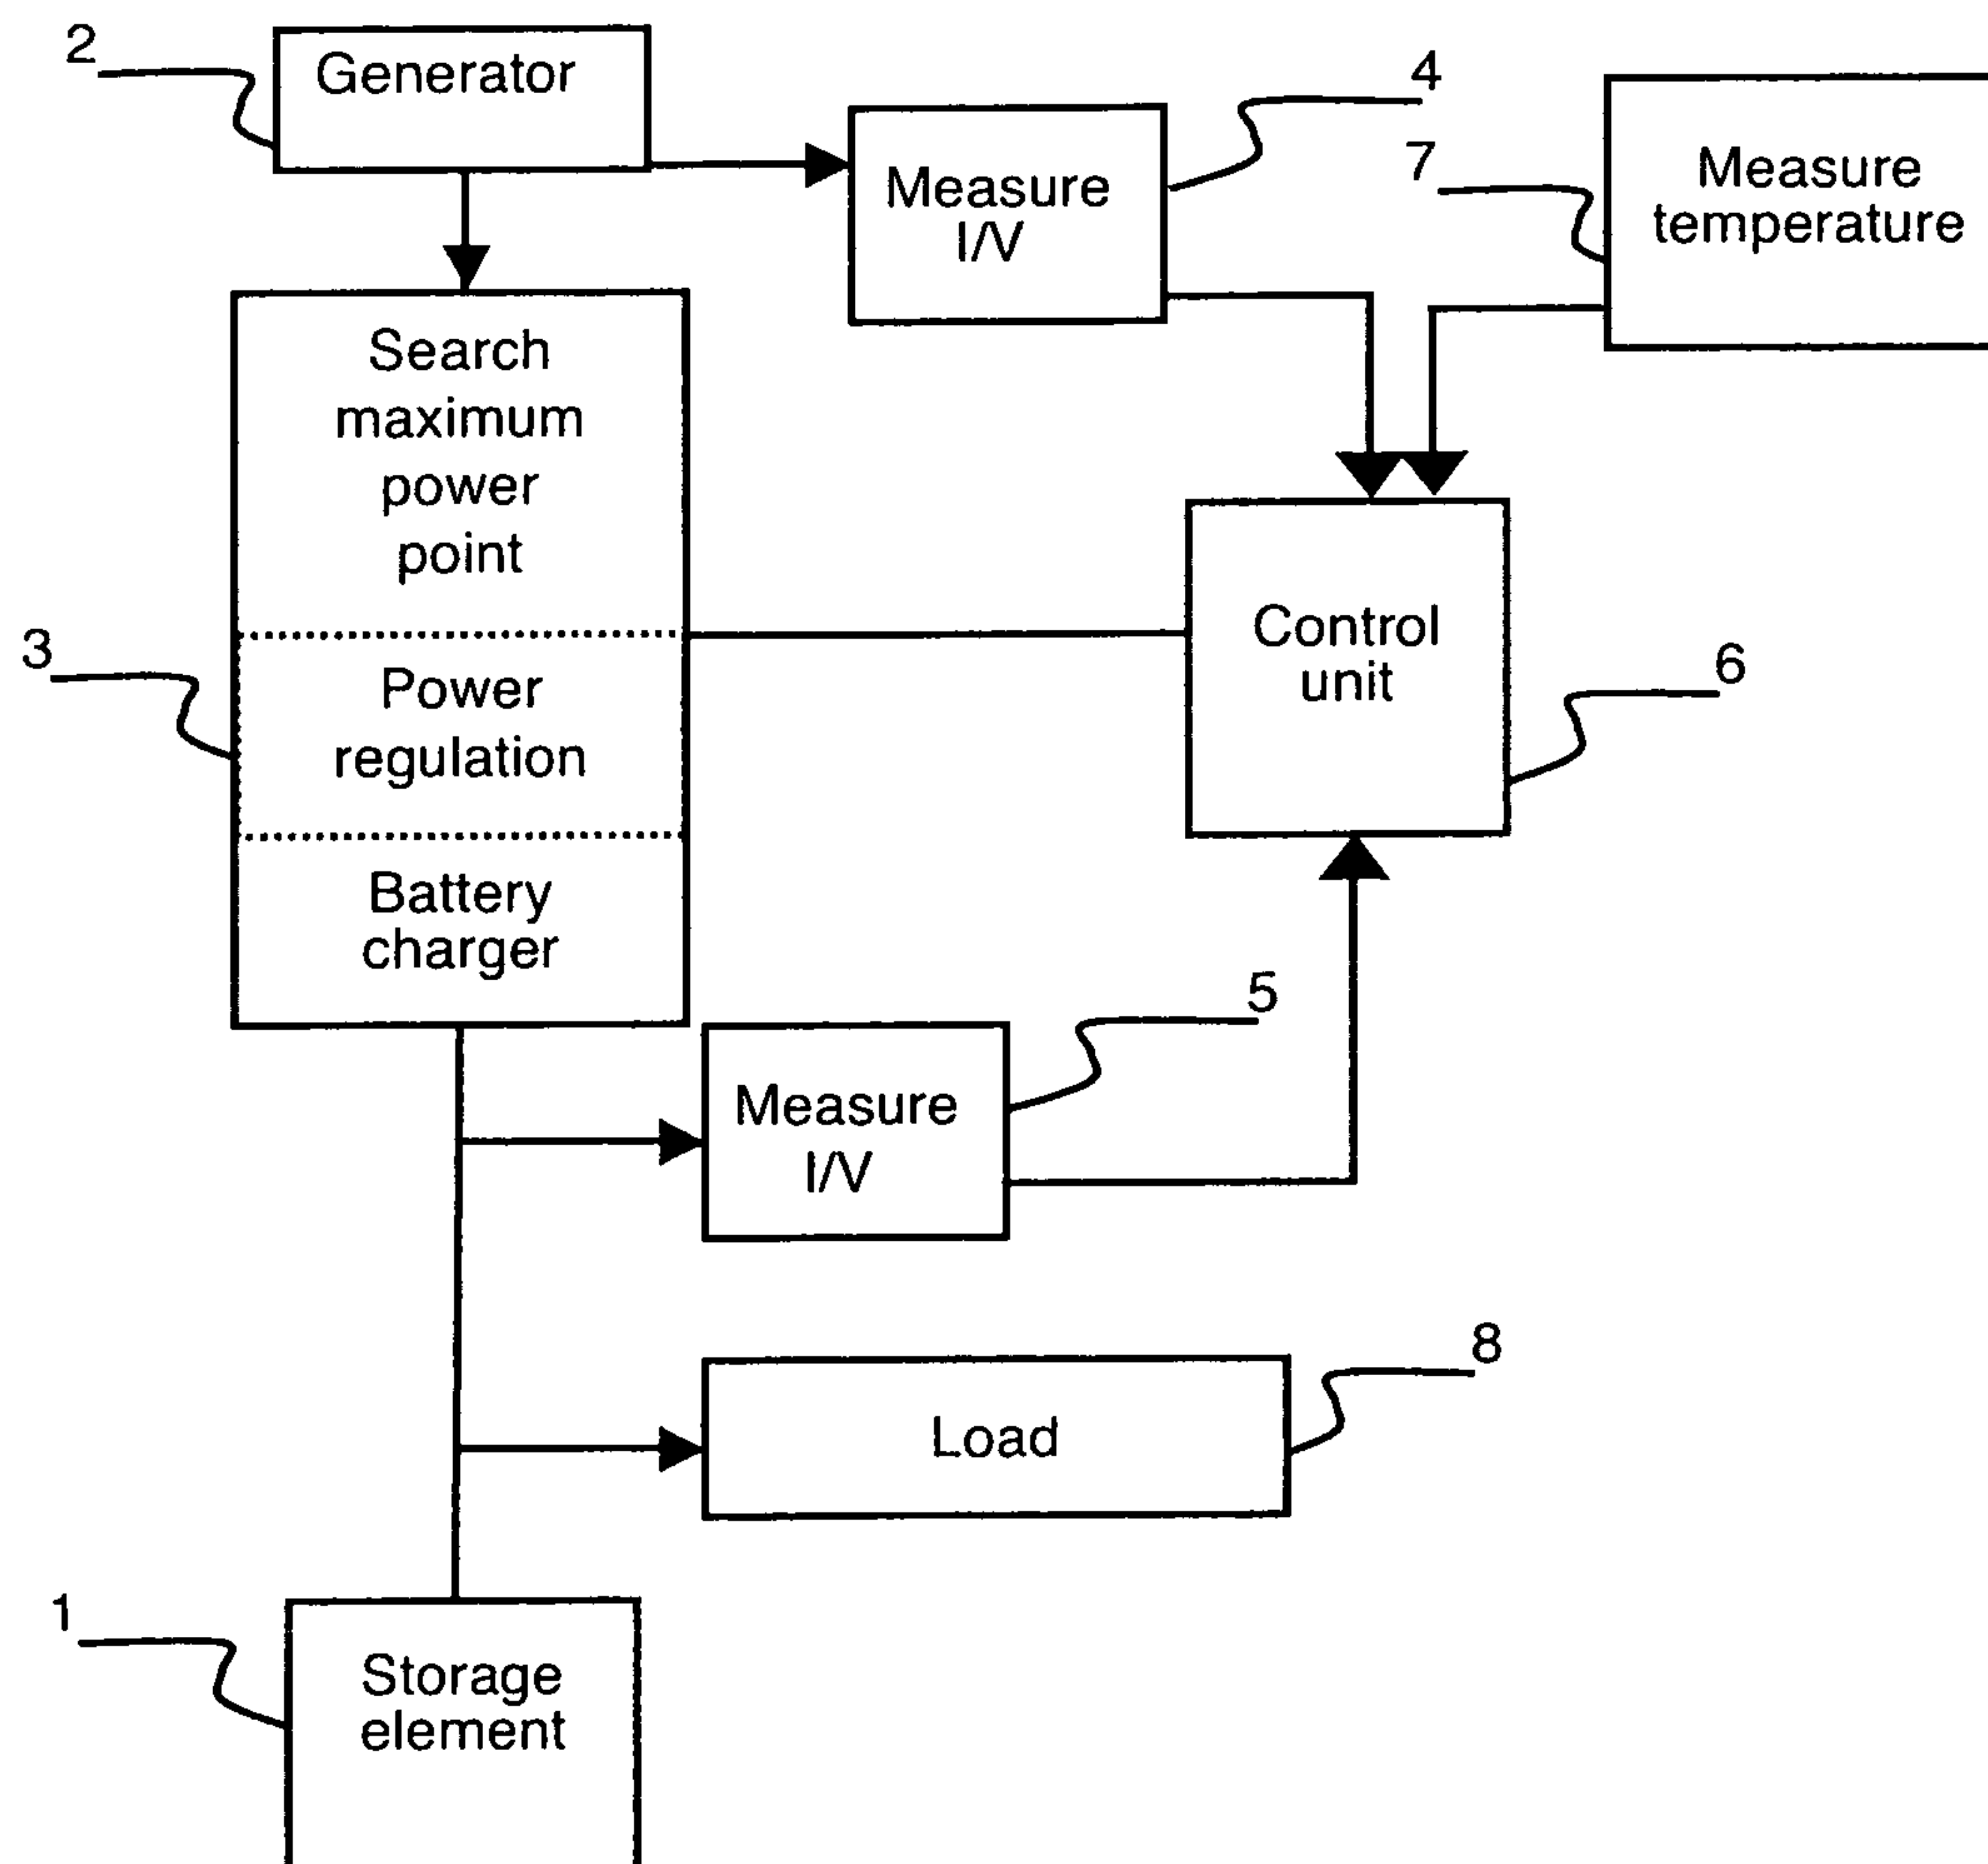 2
Generator
4
Measure
I/V
7
Measure
temperature
Search
maximum
power
point
3
Power
regulation
Control
unit
6
Battery
charger
5
Measure
I/V
8
Load
1
Storage
element